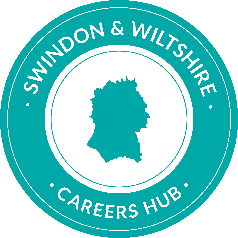 · SWINDON & WILTSHIRE ·
· CAREERS HUB ·